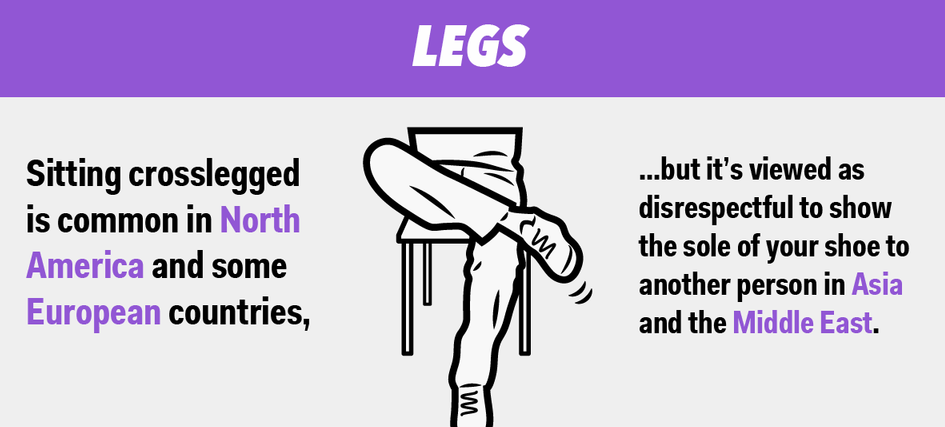 LEGS
Sitting crosslegged
is common in North
America and some
European countries,
...but it's viewed as
disrespectful to show
the sole of your shoe to
another person in Asia
and the Middle East.